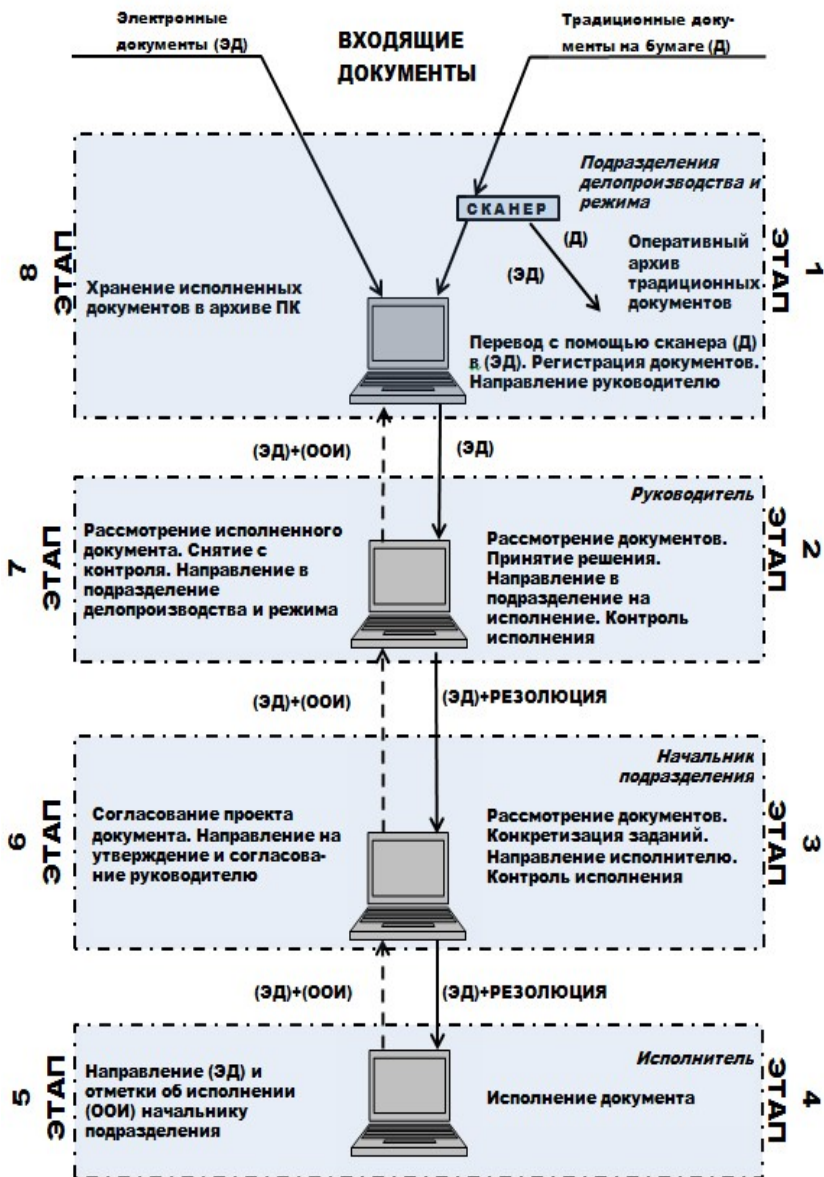 Электронные
документы (ЭД)
ВХОДЯЩИЕ
ДОКУМЕНТЫ
Традиционные доку-
менты на бумаге (Д)
Подразделения
делопроизводства и
режима
СКАНЕР
(Д)
(ЭД)
Оперативный
архив
традиционных
документов
ЭТАП
1
ЭТАП
8
Хранение исполненных
документов в архиве ПК
Перевод с помощью сканера (Д)
в (ЭД). Регистрация документов.
Направление руководителю
(ЭД)+(ООИ)
(ЭД)
Руководитель
ЭТАП
2
Рассмотрение документов.
Принятие решения.
Направление в
подразделение на
исполнение. Контроль
исполнения
ЭТАП
7
Рассмотрение исполненного
документа. Снятие с
контроля. Направление в
подразделение
делопроизводства и режима
(ЭД)+(ООИ)
(ЭД)+РЕЗОЛЮЦИЯ
Начальник
подразделения
ЭТАП
3
Рассмотрение документов.
Конкретизация заданий.
Направление исполнителю.
Контроль исполнения
ЭТАП
6
Согласование проекта
документа. Направление на
утверждение и согласова-
ние руководителю
(ЭД)+(ООИ)
(ЭД)+РЕЗОЛЮЦИЯ
Исполнитель
ЭТАП
4
Исполнение документа
ЭТАП
5
Направление (ЭД) и
отметки об исполнении
(ООИ) начальнику
подразделения